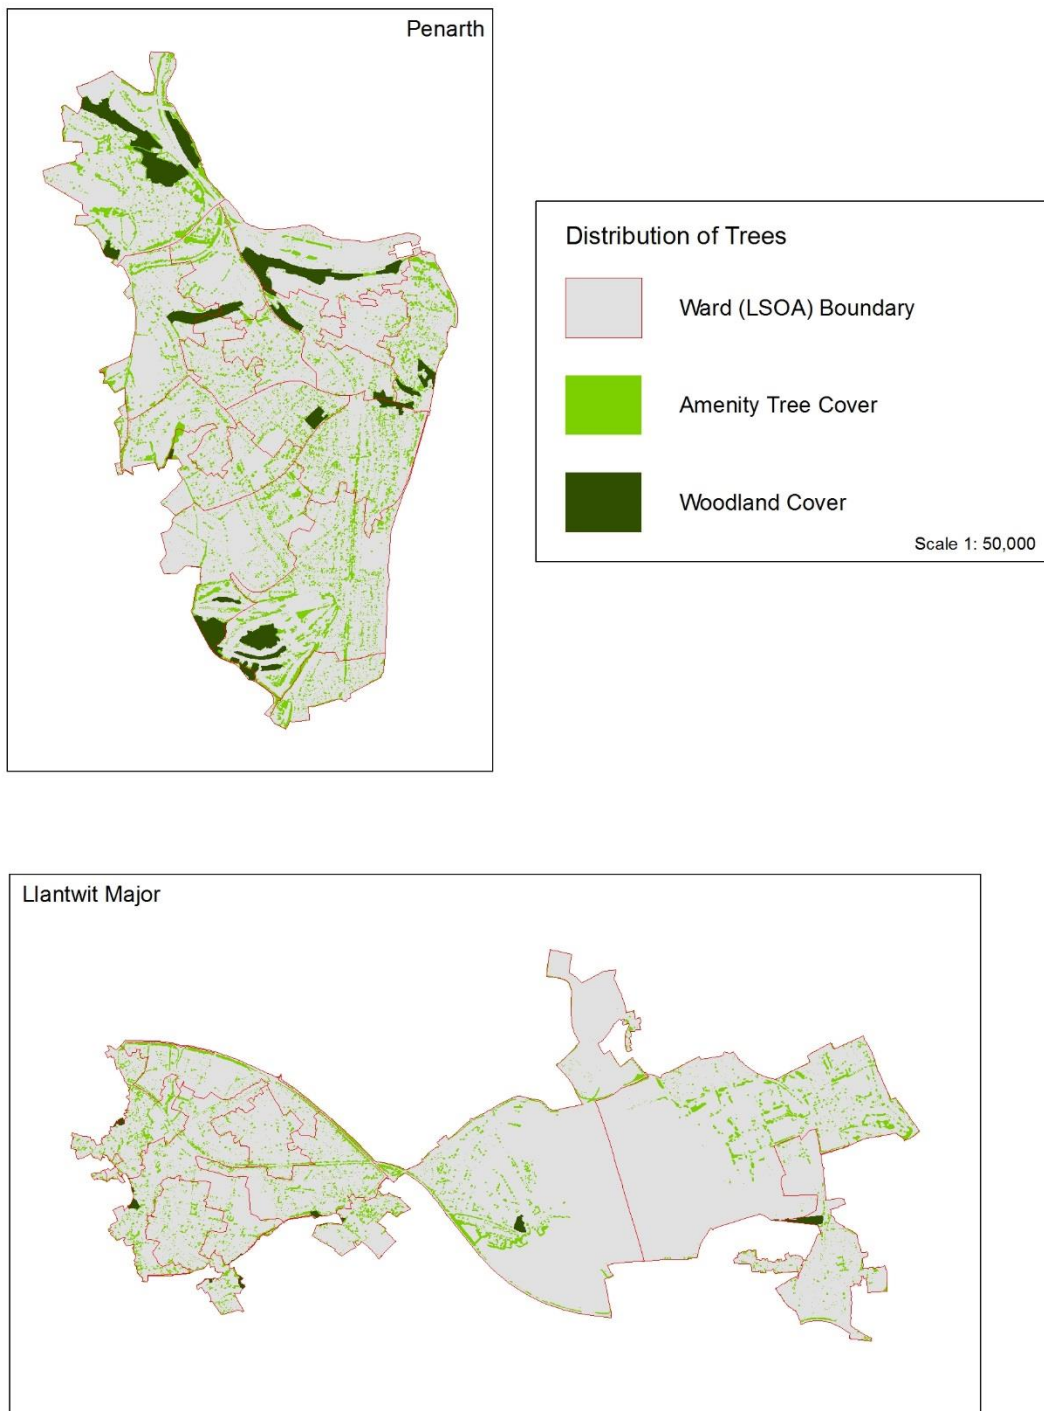 Penarth
Distribution of Trees
Ward (LSOA) Boundary
Amenity Tree Cover
Woodland Cover
Scale 1: 50,000
Llantwit Major